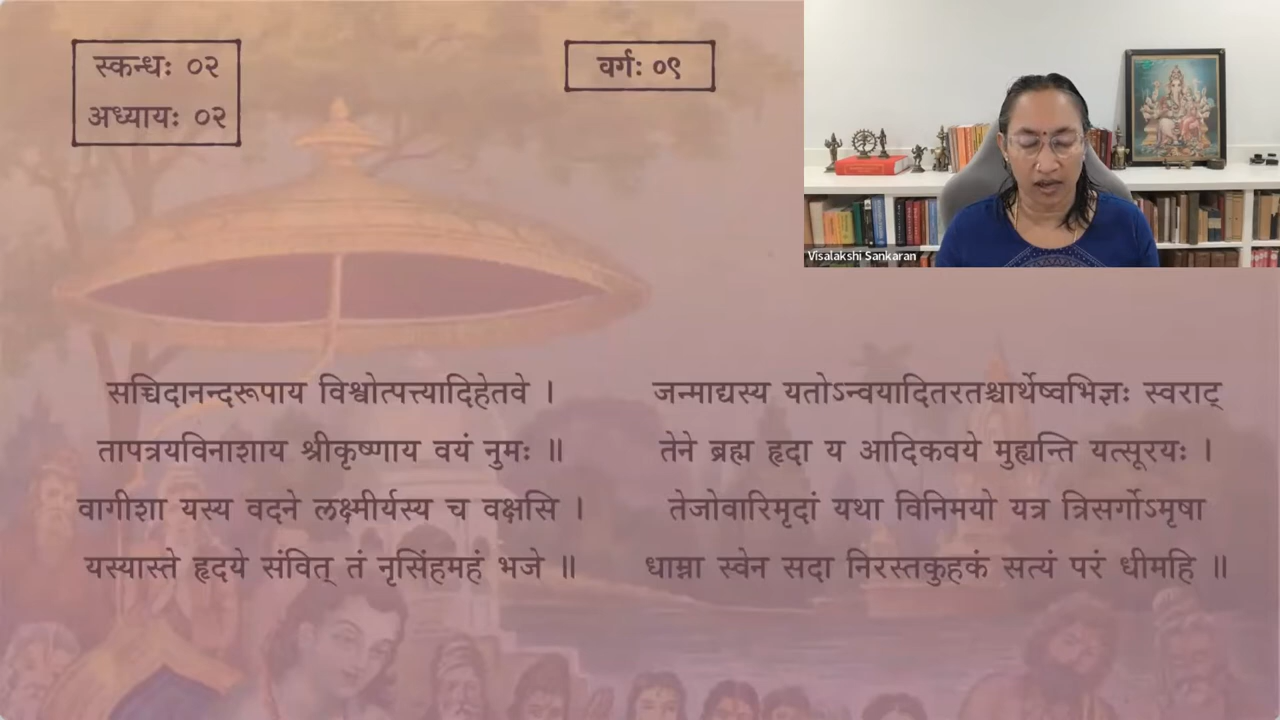 स्कन्धः ०२
अध्यायः ०२
वर्गः ०९
Visalakshi Sankaran
सच्चिदानन्दरूपाय विश्वोत्पत्त्यादिहेतवे ।
तापत्रयविनाशाय श्रीकृष्णाय वयं नुमः ॥
वागीशा यस्य वदने लक्ष्मीर्यस्य च वक्षसि ।
यस्यास्ते हृदये संवित् तं नृसिंहमहं भजे ॥
जन्माद्यस्य यतोऽन्वयादितरतश्चार्थेष्वभिज्ञः स्वराट्
तेने ब्रह्म हृदा य आदिकवये मुह्यन्ति यत्सूरयः ।
तेजोवारिमृदां यथा विनिमयो यत्र त्रिसर्गोऽमृषा
धाम्ना स्वेन सदा निरस्तकुहकं सत्यं परं धीमहि ॥